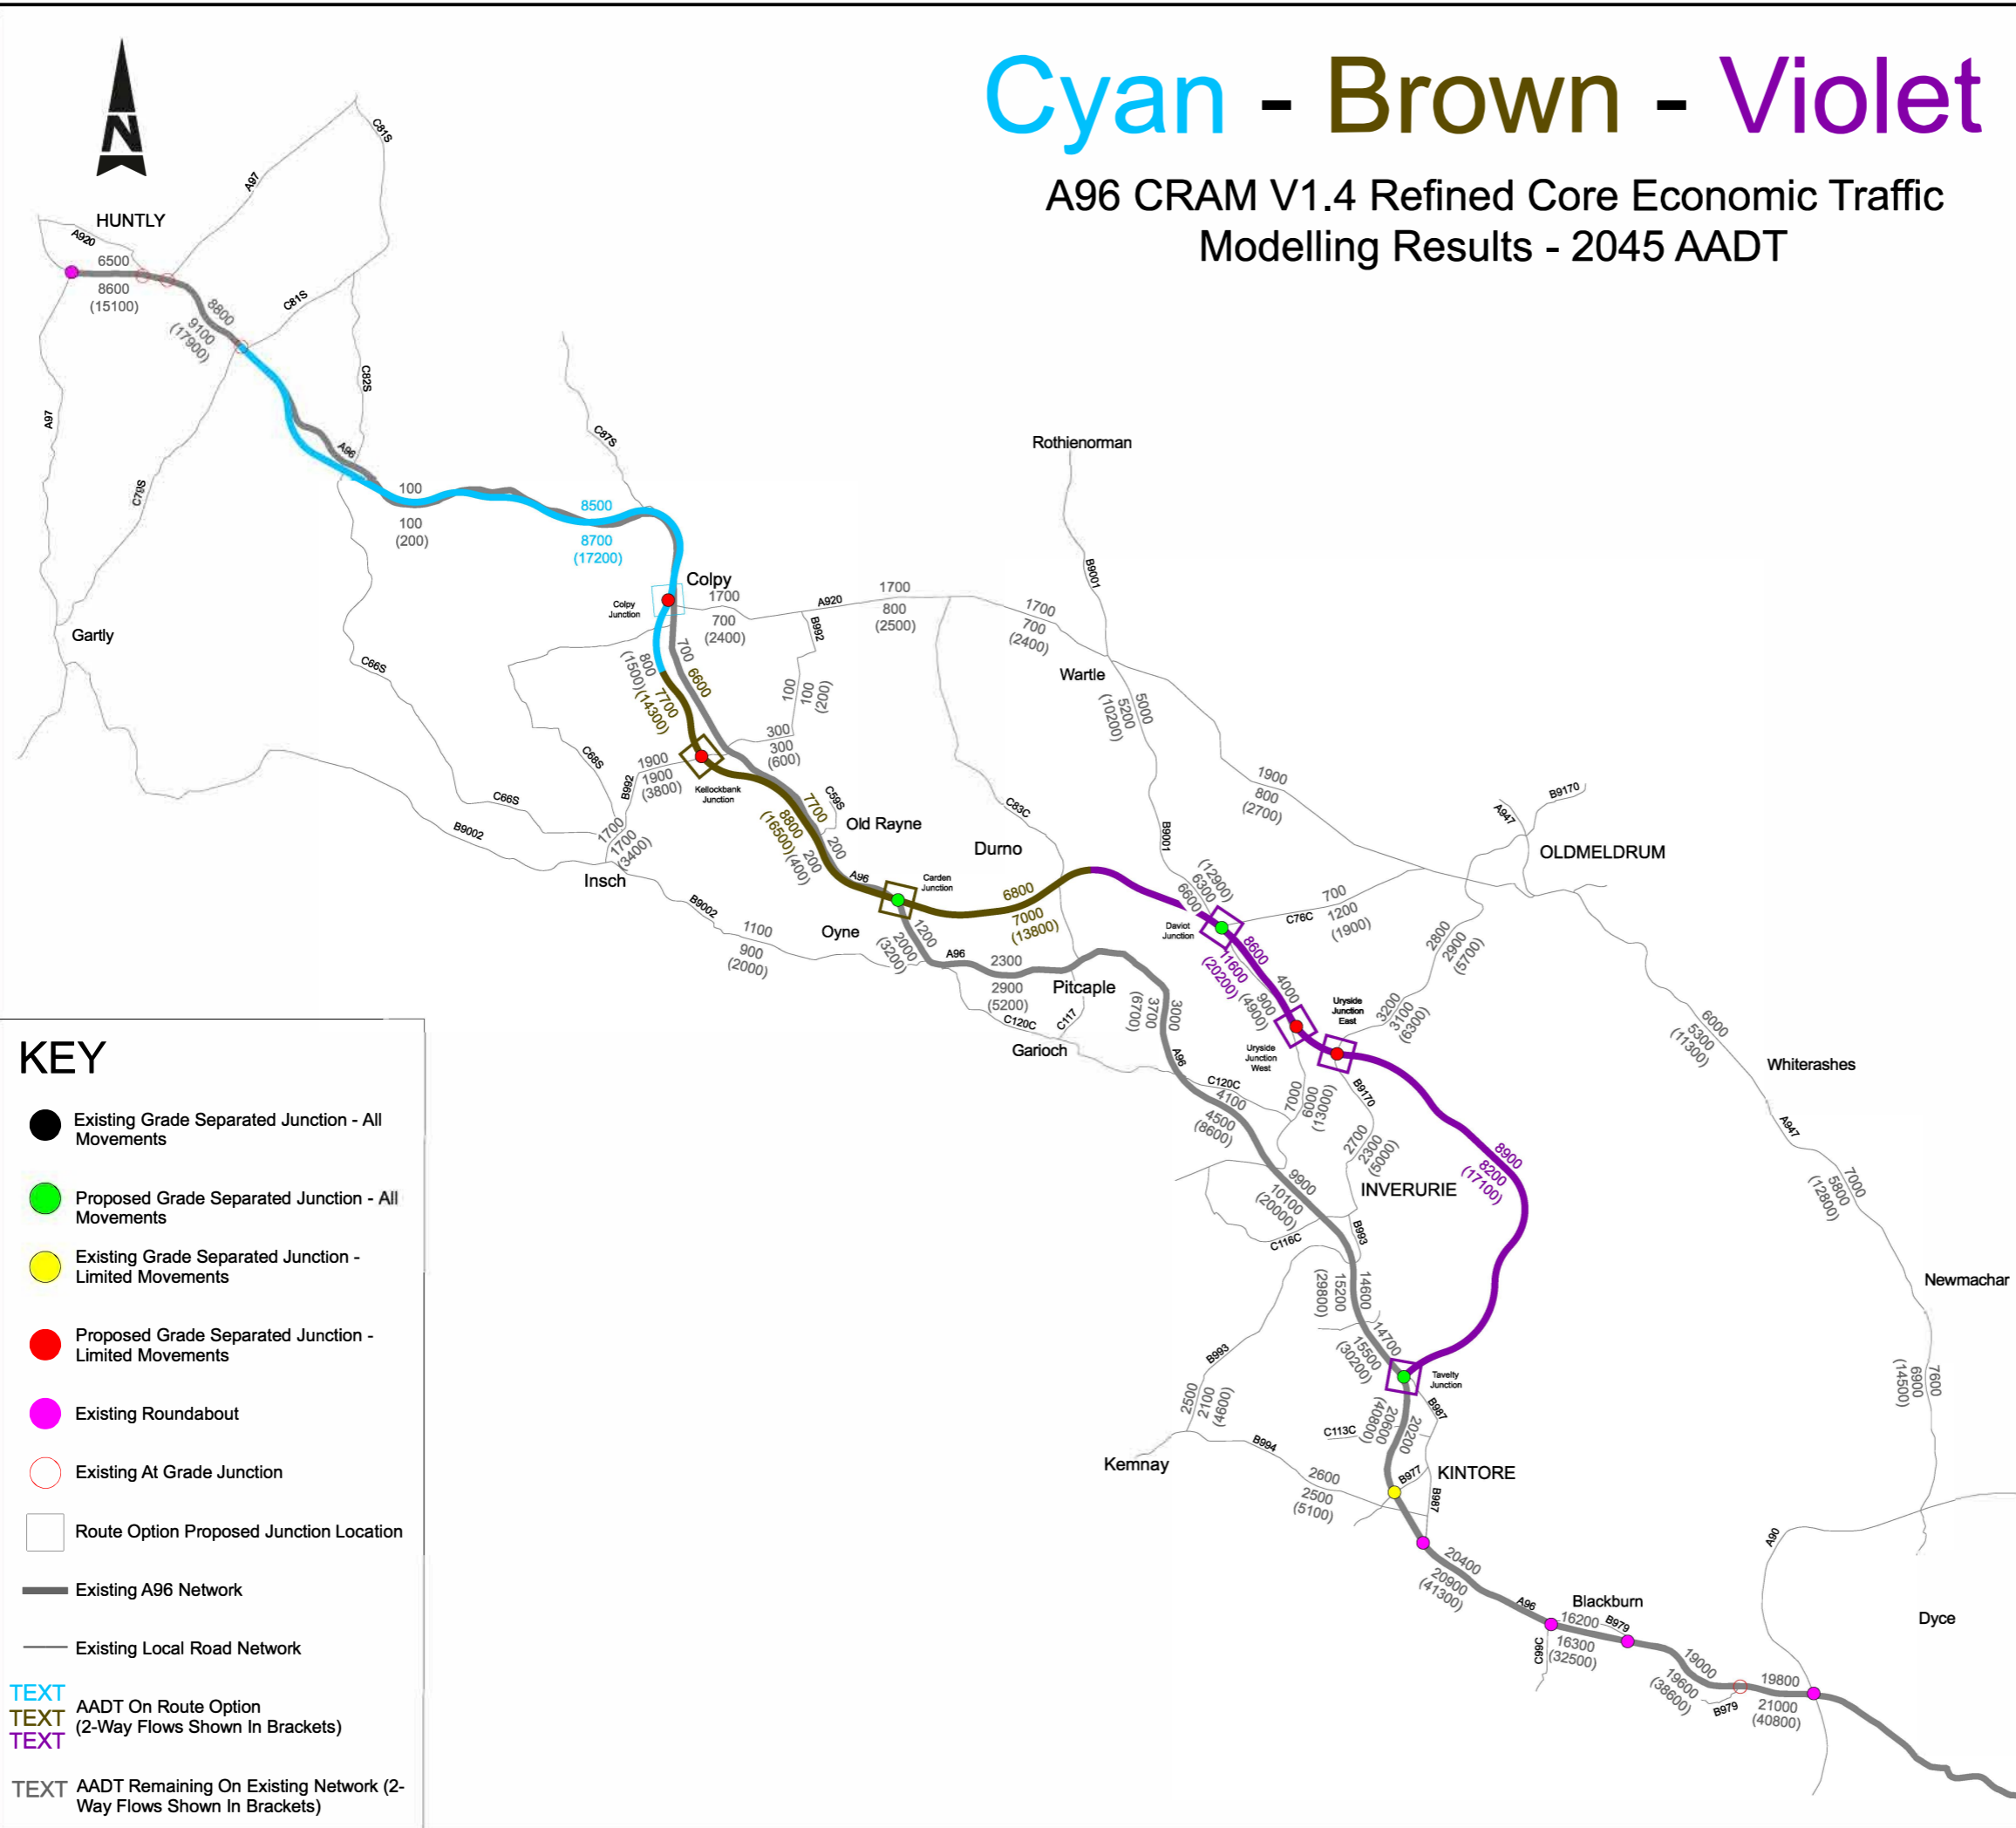 Cyan - Brown - Violet
A96 CRAM V1.4 Refined Core Economic Traffic
Modelling Results - 2045 AADT
N
HUNTLY
A920
6500
8600
(15100)
A97
C81S
8800
9100
(17900)
C81S
A97
C82S
C79S
A96
100
100
(200)
C87S
8500
8700
(17200)
Gartly
C66S
C66S
B9002
Colpy
Colpy
Junction
1700
700
(2400)
A920
B992
1700
800
(2500)
1700
700
(2400)
Rothienorman
B9001
Wartle
700
800
(1500)
6600
7700
(14300)
100
100
(200)
300
300
(600)
C68S
B992
1900
1900
(3800)
Kellockbank
Junction
1700
1700
(3400)
Insch
B9002
7700
8800
(16500)
C59S
Old Rayne
200
200
(400)
A96
Carden
Junction
Durno
C83C
6800
7000
(13800)
1100
900
(2000)
Oyne
1200
2000
(3200)
A96
2300
2900
(5200)
Pitcaple
C120C
C117
Garioch
5000
5200
(10200)
B9001
1900
800
(2700)
A947
B9170
OLDMELDRUM
(12900)
6300
6600
Daviot
Junction
C76C
700
1200
(1900)
8600
11600
(20200)
4000
900
(4900)
2800
2900
(5700)
Uryside
Junction
East
3200
3100
(6300)
Uryside
Junction
West
3000
3700
(6700)
A96
C120C
4100
4500
(8600)
7000
6000
(13000)
B9170
2700
2300
(5000)
6000
5300
(11300)
Whiterashes
A947
7000
5800
(12800)
Newmachar
7600
6900
(14500)
8900
8200
(17100)
INVERURIE
9900
10100
(20000)
C116C
B993
14600
15200
(29800)
14700
15500
(30200)
Tavelty
Junction
B993
2500
2100
(4600)
Kemnay
B994
C113C
20200
20600
(40800)
B987
B977
KINTORE
B987
2600
2500
(5100)
20400
20900
(41300)
A96
Blackburn
16200
B979
16300
(32500)
C99C
19000
19600
(38600)
B979
19800
21000
(40800)
A90
Dyce
KEY
Existing Grade Separated Junction - All
Movements
Proposed Grade Separated Junction - All
Movements
Existing Grade Separated Junction -
Limited Movements
Proposed Grade Separated Junction -
Limited Movements
Existing Roundabout
Existing At Grade Junction
Route Option Proposed Junction Location
Existing A96 Network
Existing Local Road Network
TEXT
TEXT
TEXT
AADT On Route Option
(2-Way Flows Shown In Brackets)
TEXT
AADT Remaining On Existing Network (2-
Way Flows Shown In Brackets)